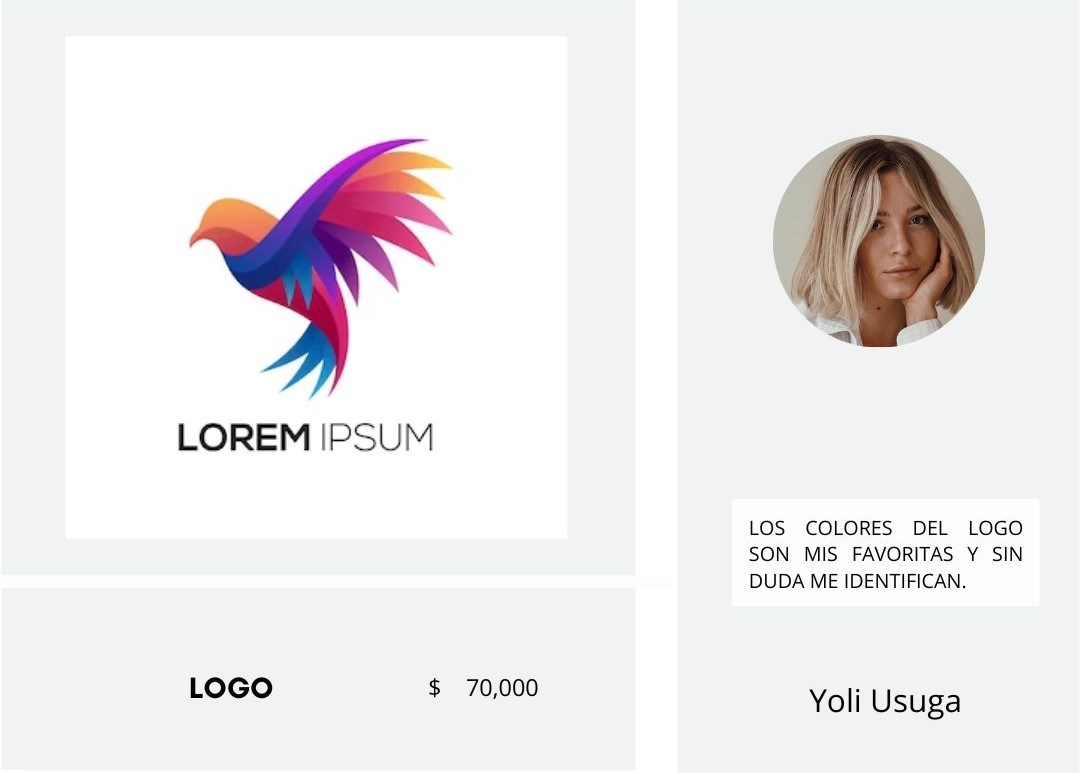 LOREM IPSUM
LOGO $ 70,000
LOS COLORES DEL LOGO
SON MIS FAVORITAS Y SIN
DUDA ME IDENTIFICAN.
Yoli Usuga